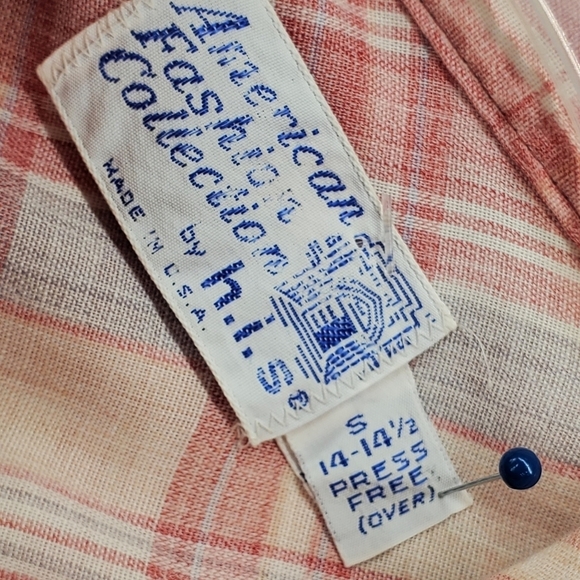 American
Fashion
Collection
by h.i.s
®
MADE IN U.S.A.
S
14-14½
PRESS
FREE
(OVER)